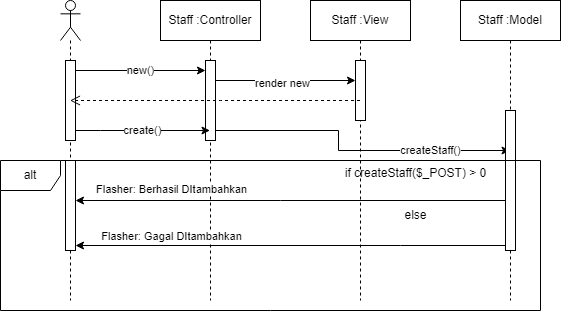 Staff :Controller
Staff :View
Staff :Model
new()
render new
create()
createStaff()
alt
if createStaff($_POST) > 0
Flasher: Berhasil DItambahkan
else
Flasher: Gagal DItambahkan